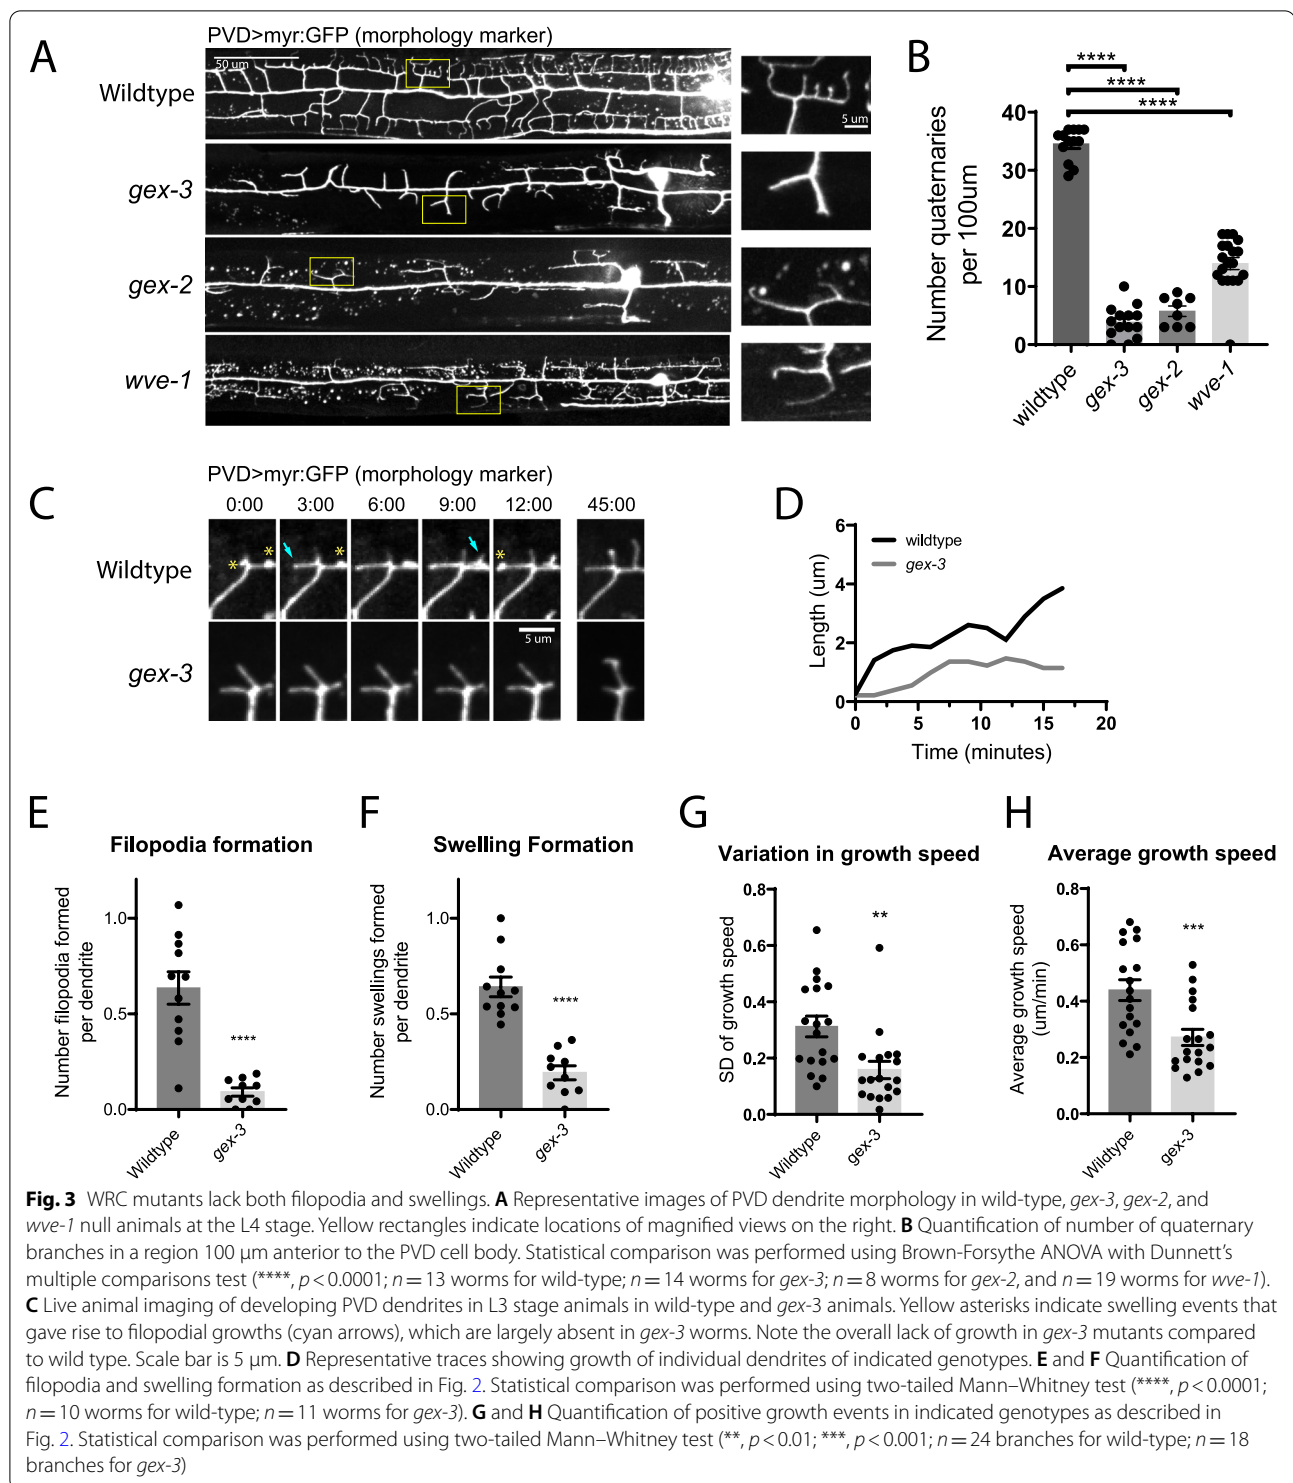 A
PVD>myr:GFP (morphology marker)
50 um
Wildtype
5 um
gex-3
gex-2
wve-1
B
****
****
****
Number quaternaries
per 100um
40
30
20
10
0
wildtype
gex-3
gex-2
wve-1
C
PVD>myr:GFP (morphology marker)
0:00 3:00 6:00 9:00 12:00 45:00
Wildtype
* * * *
gex-3
5 um
D
Length (um)
6
4
2
0
wildtype
gex-3
0 5 10 15 20
Time (minutes)
E
Filopodia formation
Number filopodia formed
per dendrite
1.0
0.5
0.0
****
Wildtype
gex-3
F
Swelling Formation
Number swellings formed
per dendrite
1.0
0.5
0.0
****
Wildtype
gex-3
G
Variation in growth speed
SD of growth speed
0.8
0.6
0.4
0.2
0.0
**
Wildtype
gex-3
H
Average growth speed
Average growth speed
(um/min)
0.8
0.6
0.4
0.2
0.0
***
Wildtype
gex-3
Fig. 3 WRC mutants lack both filopodia and swellings. A Representative images of PVD dendrite morphology in wild-type, gex-3, gex-2, and
wve-1 null animals at the L4 stage. Yellow rectangles indicate locations of magnified views on the right. B Quantification of number of quaternary
branches in a region 100 μm anterior to the PVD cell body. Statistical comparison was performed using Brown-Forsythe ANOVA with Dunnett's
multiple comparisons test (****, p < 0.0001; n = 13 worms for wild-type; n = 14 worms for gex-3; n = 8 worms for gex-2, and n = 19 worms for wve-1).
C Live animal imaging of developing PVD dendrites in L3 stage animals in wild-type and gex-3 animals. Yellow asterisks indicate swelling events that
gave rise to filopodial growths (cyan arrows), which are largely absent in gex-3 worms. Note the overall lack of growth in gex-3 mutants compared
to wild type. Scale bar is 5 μm. D Representative traces showing growth of individual dendrites of indicated genotypes. E and F Quantification of
filopodia and swelling formation as described in Fig. 2. Statistical comparison was performed using two-tailed Mann–Whitney test (****, p < 0.0001;
n = 10 worms for wild-type; n = 11 worms for gex-3). G and H Quantification of positive growth events in indicated genotypes as described in
Fig. 2. Statistical comparison was performed using two-tailed Mann–Whitney test (**, p < 0.01; ***, p < 0.001; n = 24 branches for wild-type; n = 18
branches for gex-3)